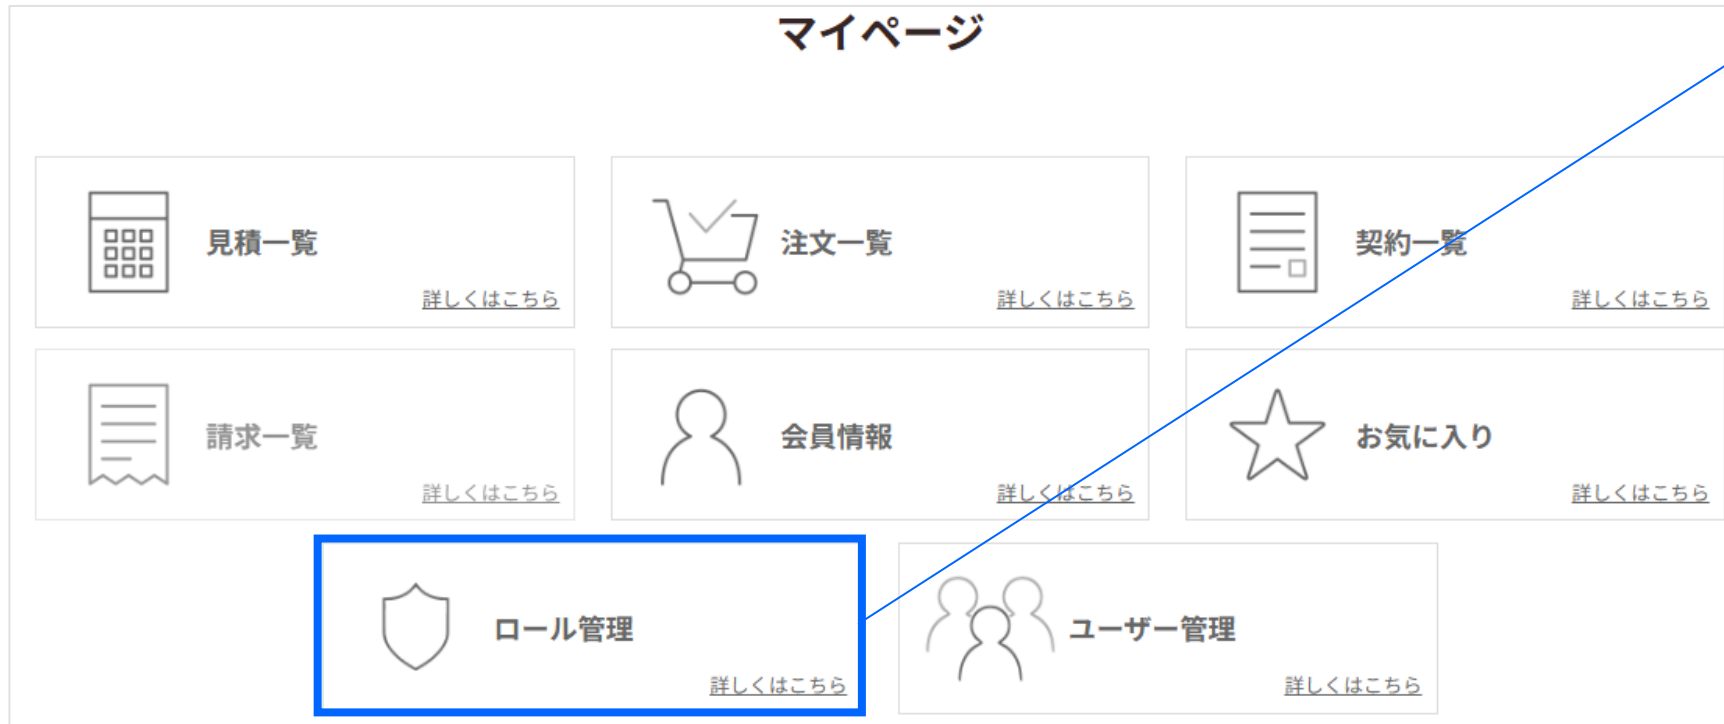 マイページ
見積一覧
詳しくはこちら
注文一覧
詳しくはこちら
契約一覧
詳しくはこちら
請求一覧
詳しくはこちら
会員情報
詳しくはこちら
お気に入り
詳しくはこちら
ロール管理
詳しくはこちら
ユーザー管理
詳しくはこちら